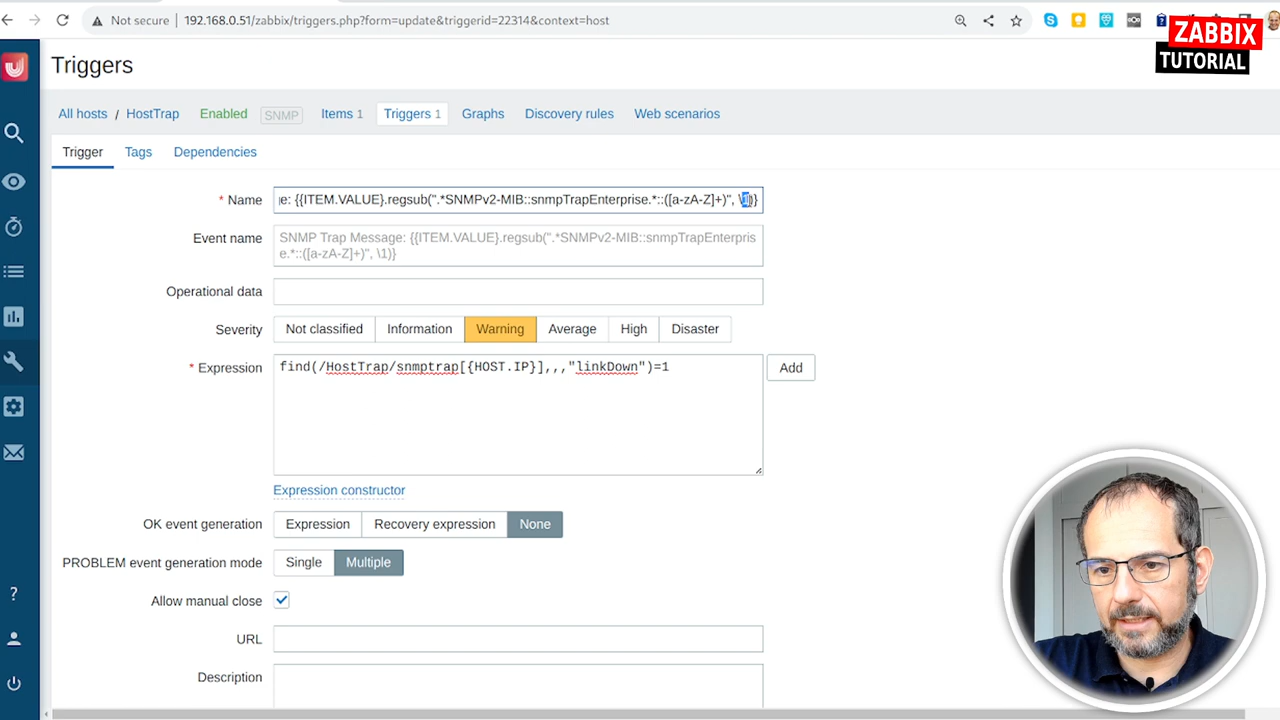 Not secure | 192.168.0.51/zabbix/triggers.php?form=update&triggerid=22314&context=host
ZABBIX
TUTORIAL
Triggers
All hosts / HostTrap Enabled SNMP Items 1 Triggers 1 Graphs Discovery rules Web scenarios
Trigger Tags Dependencies
* Name ge: {{ITEM.VALUE}.regsub(".*SNMPv2-MIB::snmpTrapEnterprise.*::([a-zA-Z]+)", \1)}
Event name SNMP Trap Message: {{ITEM.VALUE}.regsub(".*SNMPv2-MIB::snmpTrapEnterpris
e.*::([a-zA-Z]+)", \1)}
Operational data
Severity Not classified Information Warning Average High Disaster
* Expression find(/HostTrap/snmptrap[{HOST.IP}],,,"linkDown")=1 Add
Expression constructor
OK event generation Expression Recovery expression None
PROBLEM event generation mode Single Multiple
Allow manual close
URL
Description
?